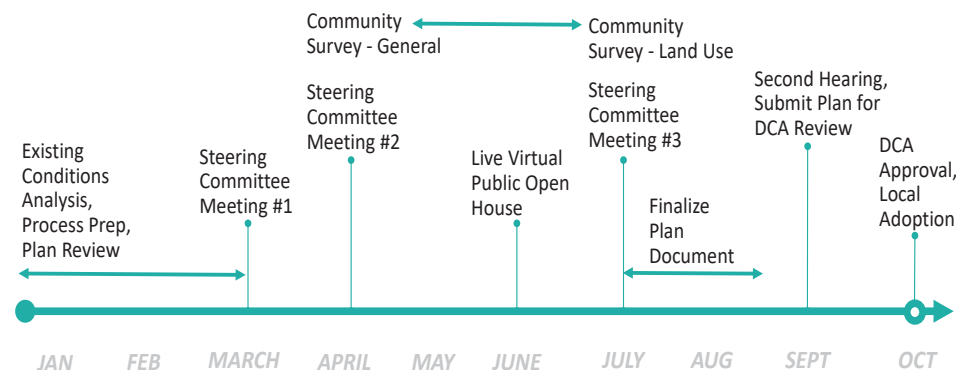 Community
Survey - General
Community
Survey - Land Use
Existing
Conditions
Analysis,
Process Prep,
Plan Review
Steering
Committee
Meeting #1
Steering
Committee
Meeting #2
Live Virtual
Public Open
House
Steering
Committee
Meeting #3
Finalize
Plan
Document
Second Hearing,
Submit Plan for
DCA Review
DCA
Approval,
Local
Adoption
JAN FEB MARCH APRIL MAY JUNE JULY AUG SEPT OCT